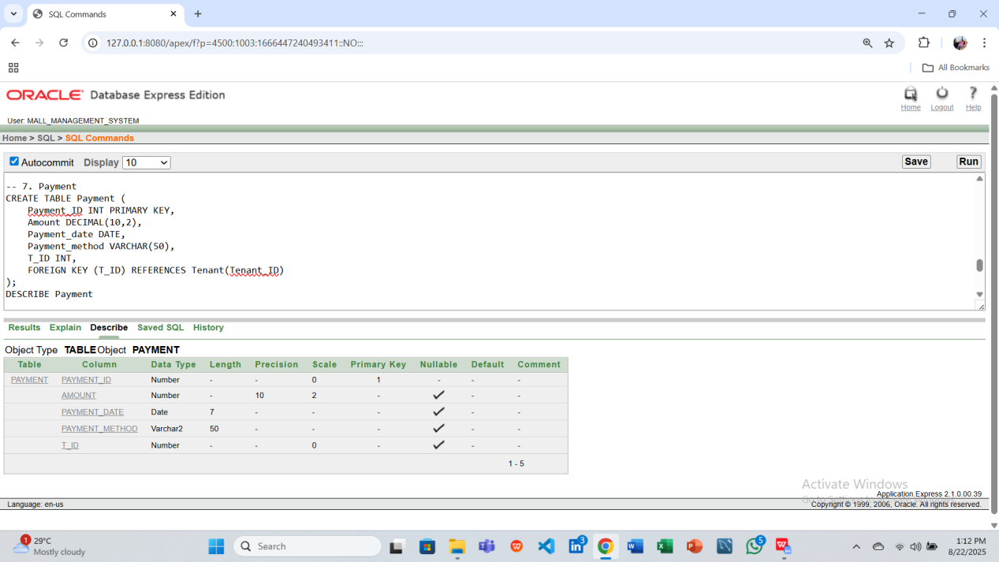 SQL Commands
127.0.0.1:8080/apex/f?p=4500:1003:1666447240493411::NO:::
All Bookmarks
ORACLE Database Express Edition
Home Logout Help
User: MALL_MANAGEMENT_SYSTEM
Home > SQL > SQL Commands
Autocommit Display 10 Save Run
-- 7. Payment
CREATE TABLE Payment (
Payment_ID INT PRIMARY KEY,
Amount DECIMAL(10,2),
Payment_date DATE,
Payment_method VARCHAR(50),
T_ID INT,
FOREIGN KEY (T_ID) REFERENCES Tenant(Tenant_ID)
);
DESCRIBE Payment
Results Explain Describe Saved SQL History
Object Type TABLE Object PAYMENT
Table Column Data Type Length Precision Scale Primary Key Nullable Default Comment
PAYMENT PAYMENT_ID Number - - 0 1 - - -
AMOUNT Number - 10 2 - - -
PAYMENT_DATE Date 7 - - - - -
PAYMENT_METHOD Varchar2 50 - - - - -
T_ID Number - - 0 - - -
1 - 5
Activate Windows
Application Express 2.1.0.00.39
Language: en-us
Copyright © 1999, 2006, Oracle. All rights reserved.
1 29°C
Mostly cloudy
Search
3
5
1:12 PM
8/22/2025